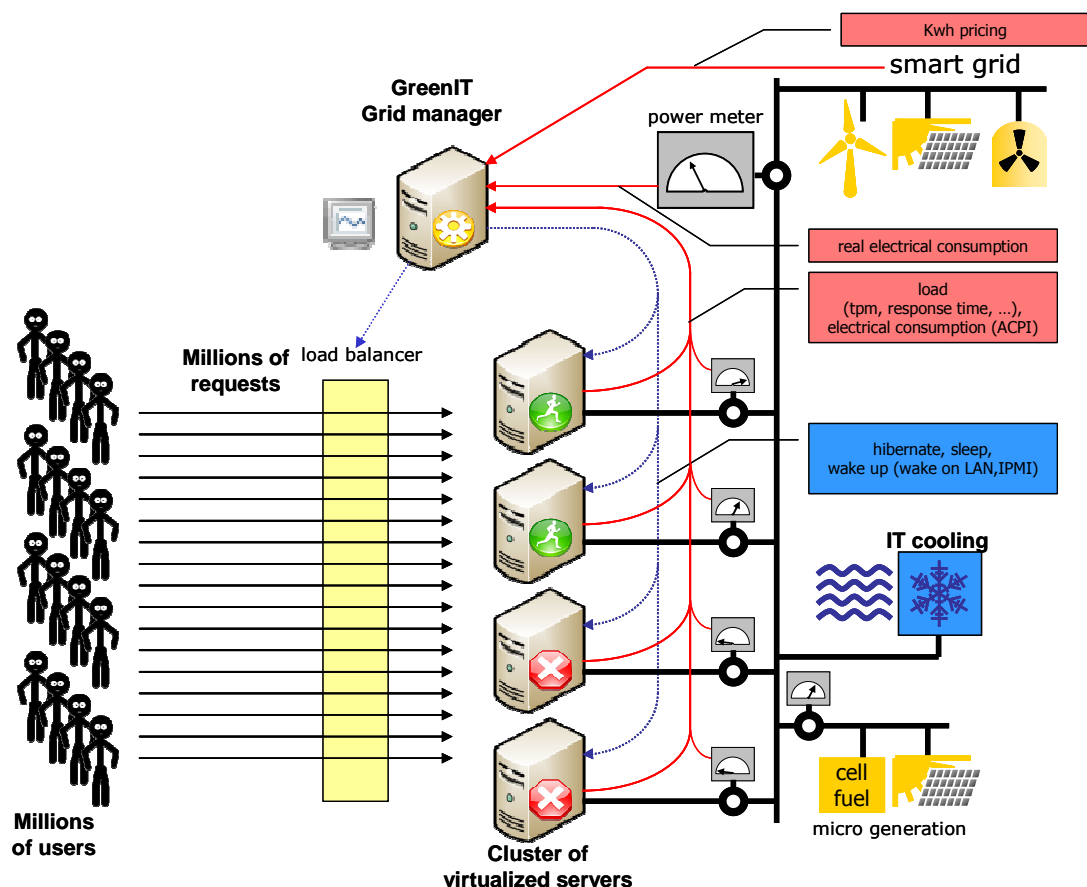 Kwh pricing
smart grid
GreenIT
Grid manager
power meter
real electrical consumption
load
(tpm, response time, ...),
electrical consumption (ACPI)
Millions of
requests
load balancer
hibernate, sleep,
wake up (wake on LAN,IPMI)
IT cooling
cell
fuel
micro generation
Millions
of users
Cluster of
virtualized servers